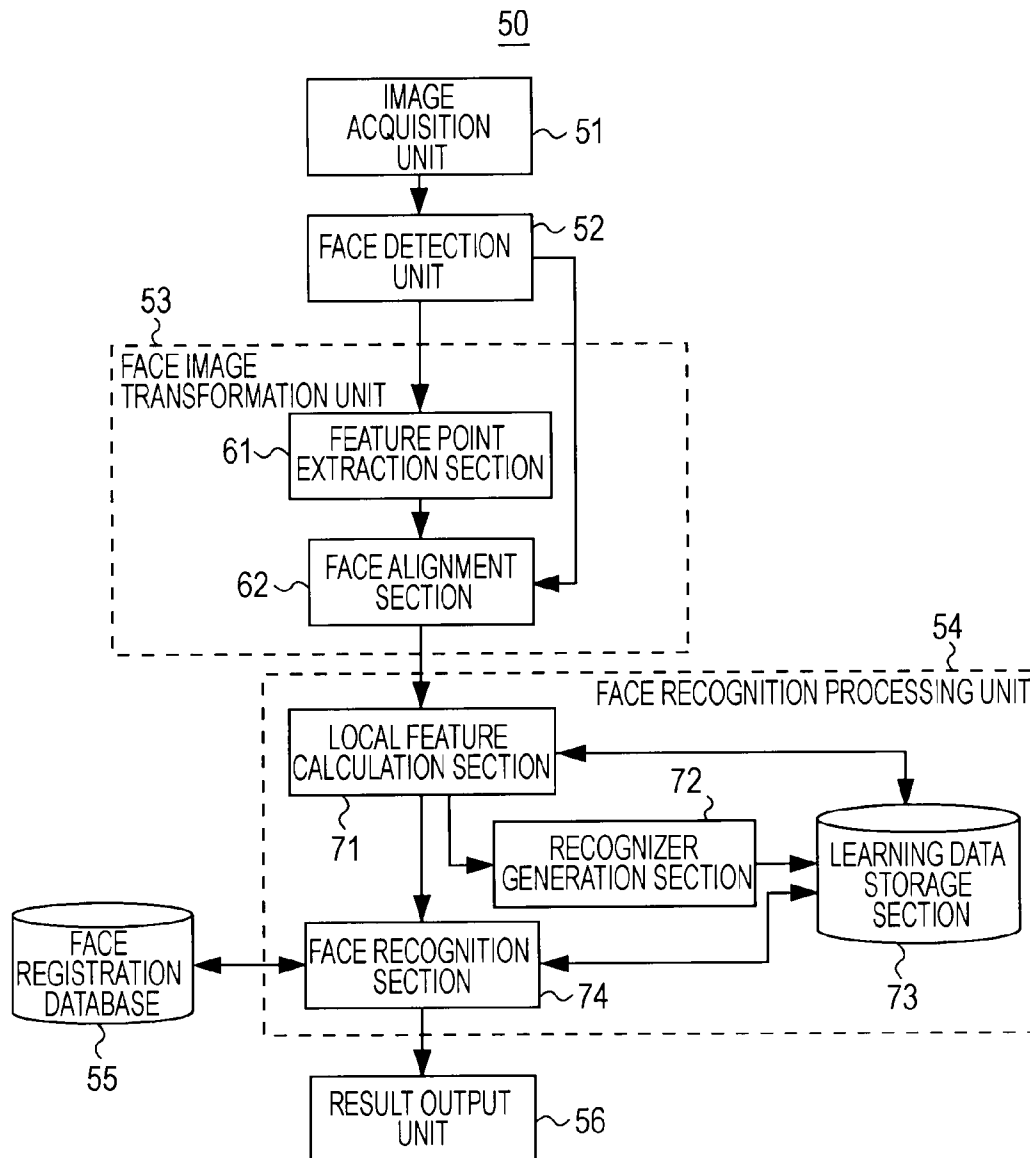 50
IMAGE
ACQUISITION
UNIT
51
FACE DETECTION
UNIT
52
53
FACE IMAGE
TRANSFORMATION UNIT
61
FEATURE POINT
EXTRACTION SECTION
62
FACE ALIGNMENT
SECTION
54
FACE RECOGNITION PROCESSING UNIT
LOCAL FEATURE
CALCULATION SECTION
71
72
RECOGNIZER
GENERATION SECTION
LEARNING DATA
STORAGE
SECTION
73
FACE
REGISTRATION
DATABASE
55
FACE RECOGNITION
SECTION
74
RESULT OUTPUT
UNIT
56